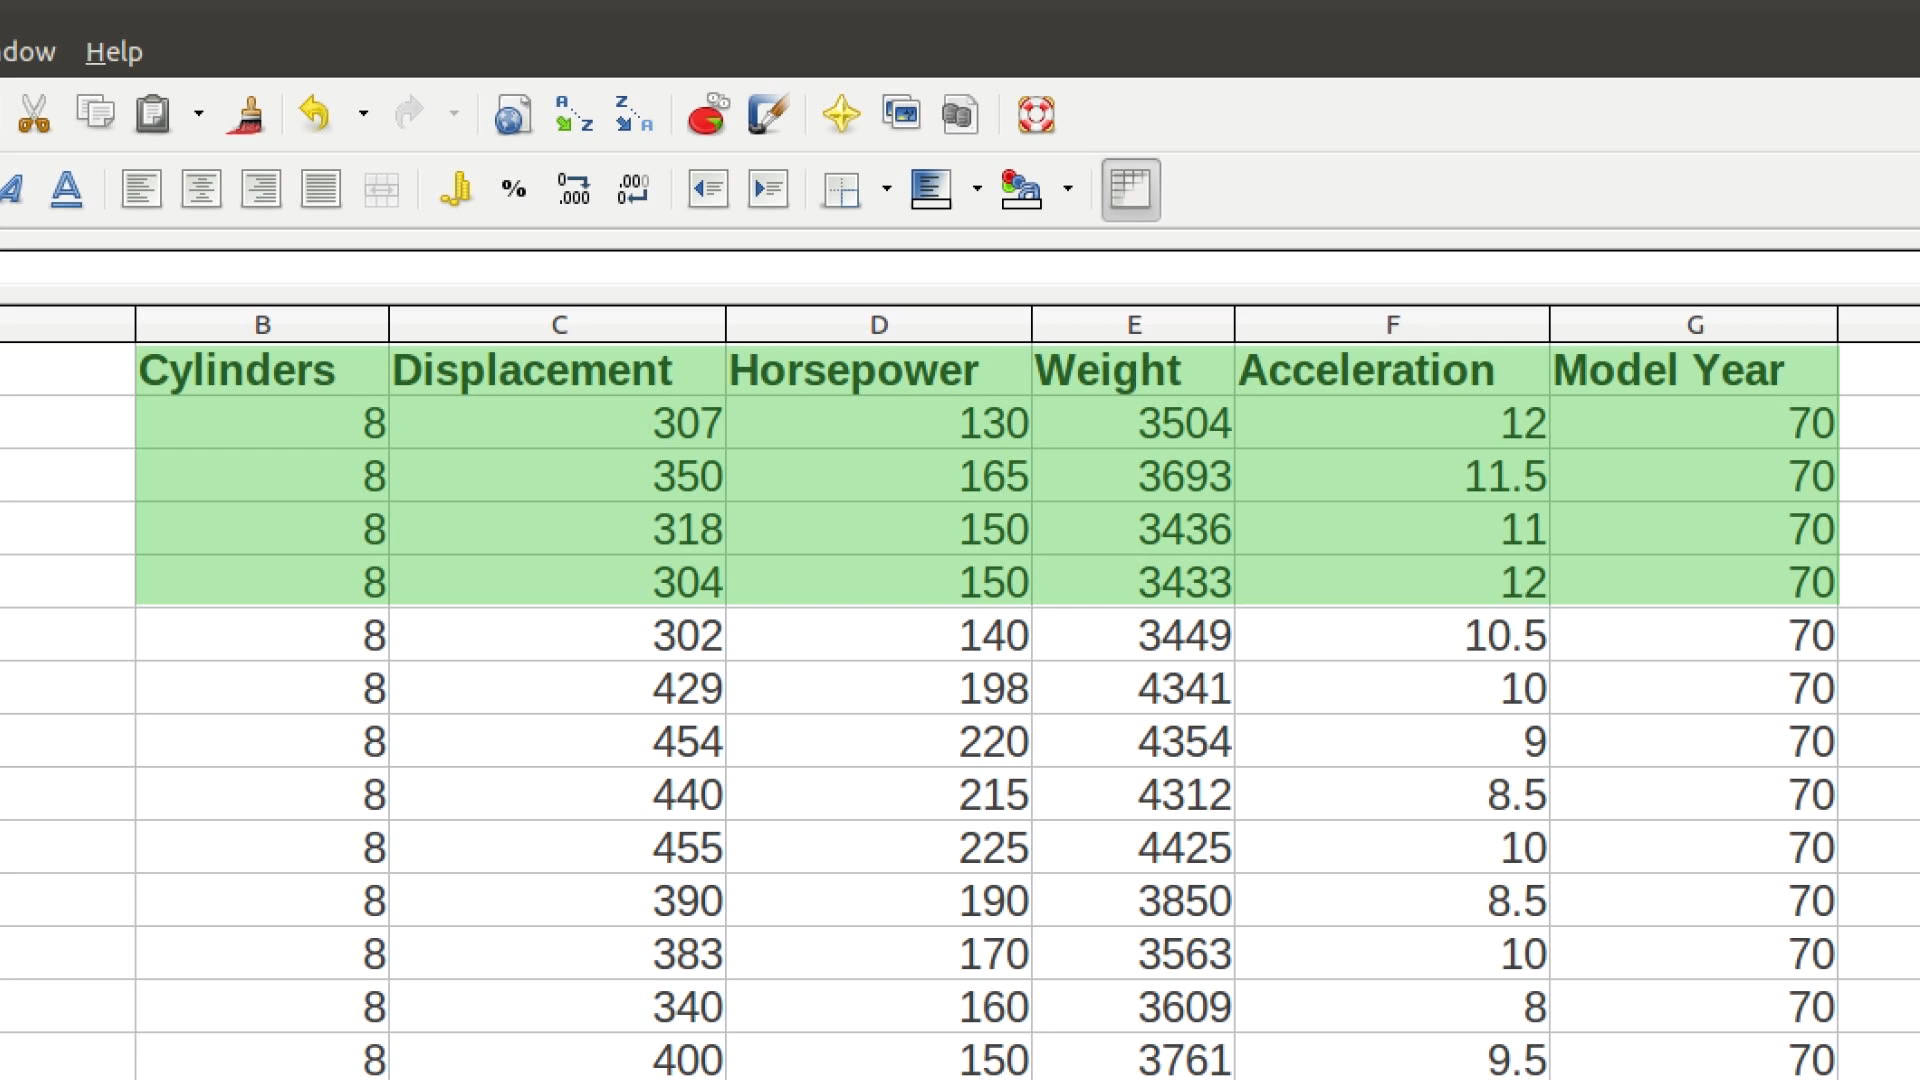 dow Help
A Z Z A
A A % 0 .000 .000 0
B C D E F G
Cylinders Displacement Horsepower Weight Acceleration Model Year
8 307 130 3504 12 70
8 350 165 3693 11.5 70
8 318 150 3436 11 70
8 304 150 3433 12 70
8 302 140 3449 10.5 70
8 429 198 4341 10 70
8 454 220 4354 9 70
8 440 215 4312 8.5 70
8 455 225 4425 10 70
8 390 190 3850 8.5 70
8 383 170 3563 10 70
8 340 160 3609 8 70
8 400 150 3761 9.5 70